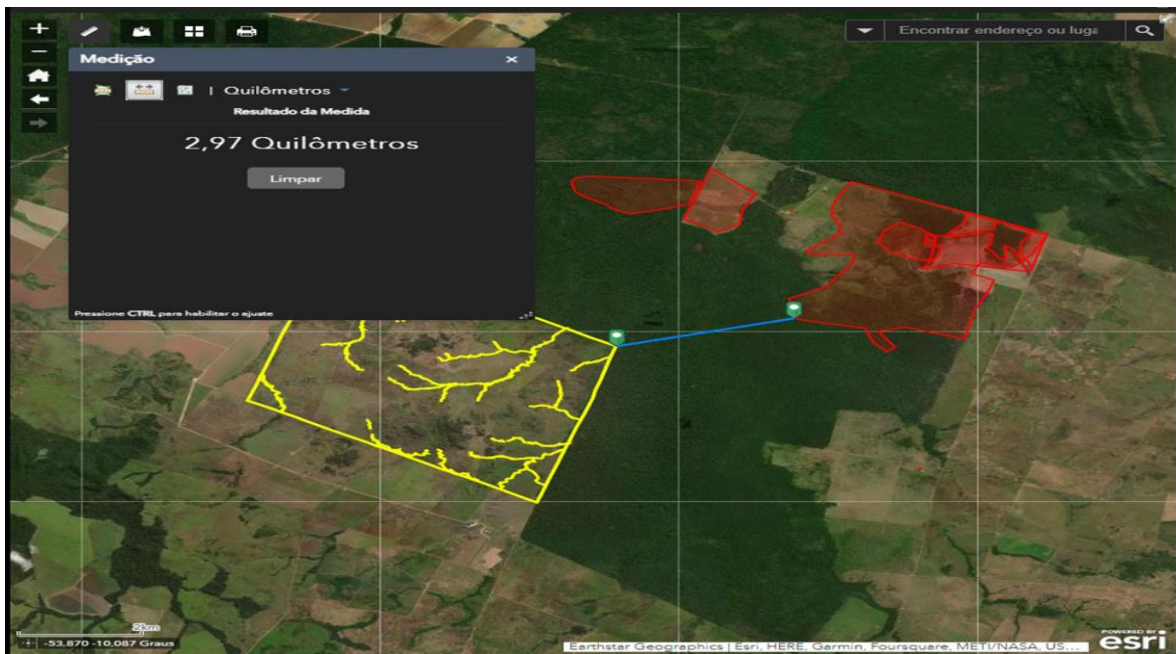 Encontrar endereço ou luga
Medição
| Quilômetros
Resultado da Medida
2,97 Quilômetros
Limpar
Pressione CTRL para habilitar o ajuste
2km
-53,870 -10,087 Graus
Earthstar Geographics | Esri, HERE, Garmin, Foursquare, METI/NASA, US...
POWERED BY
esri